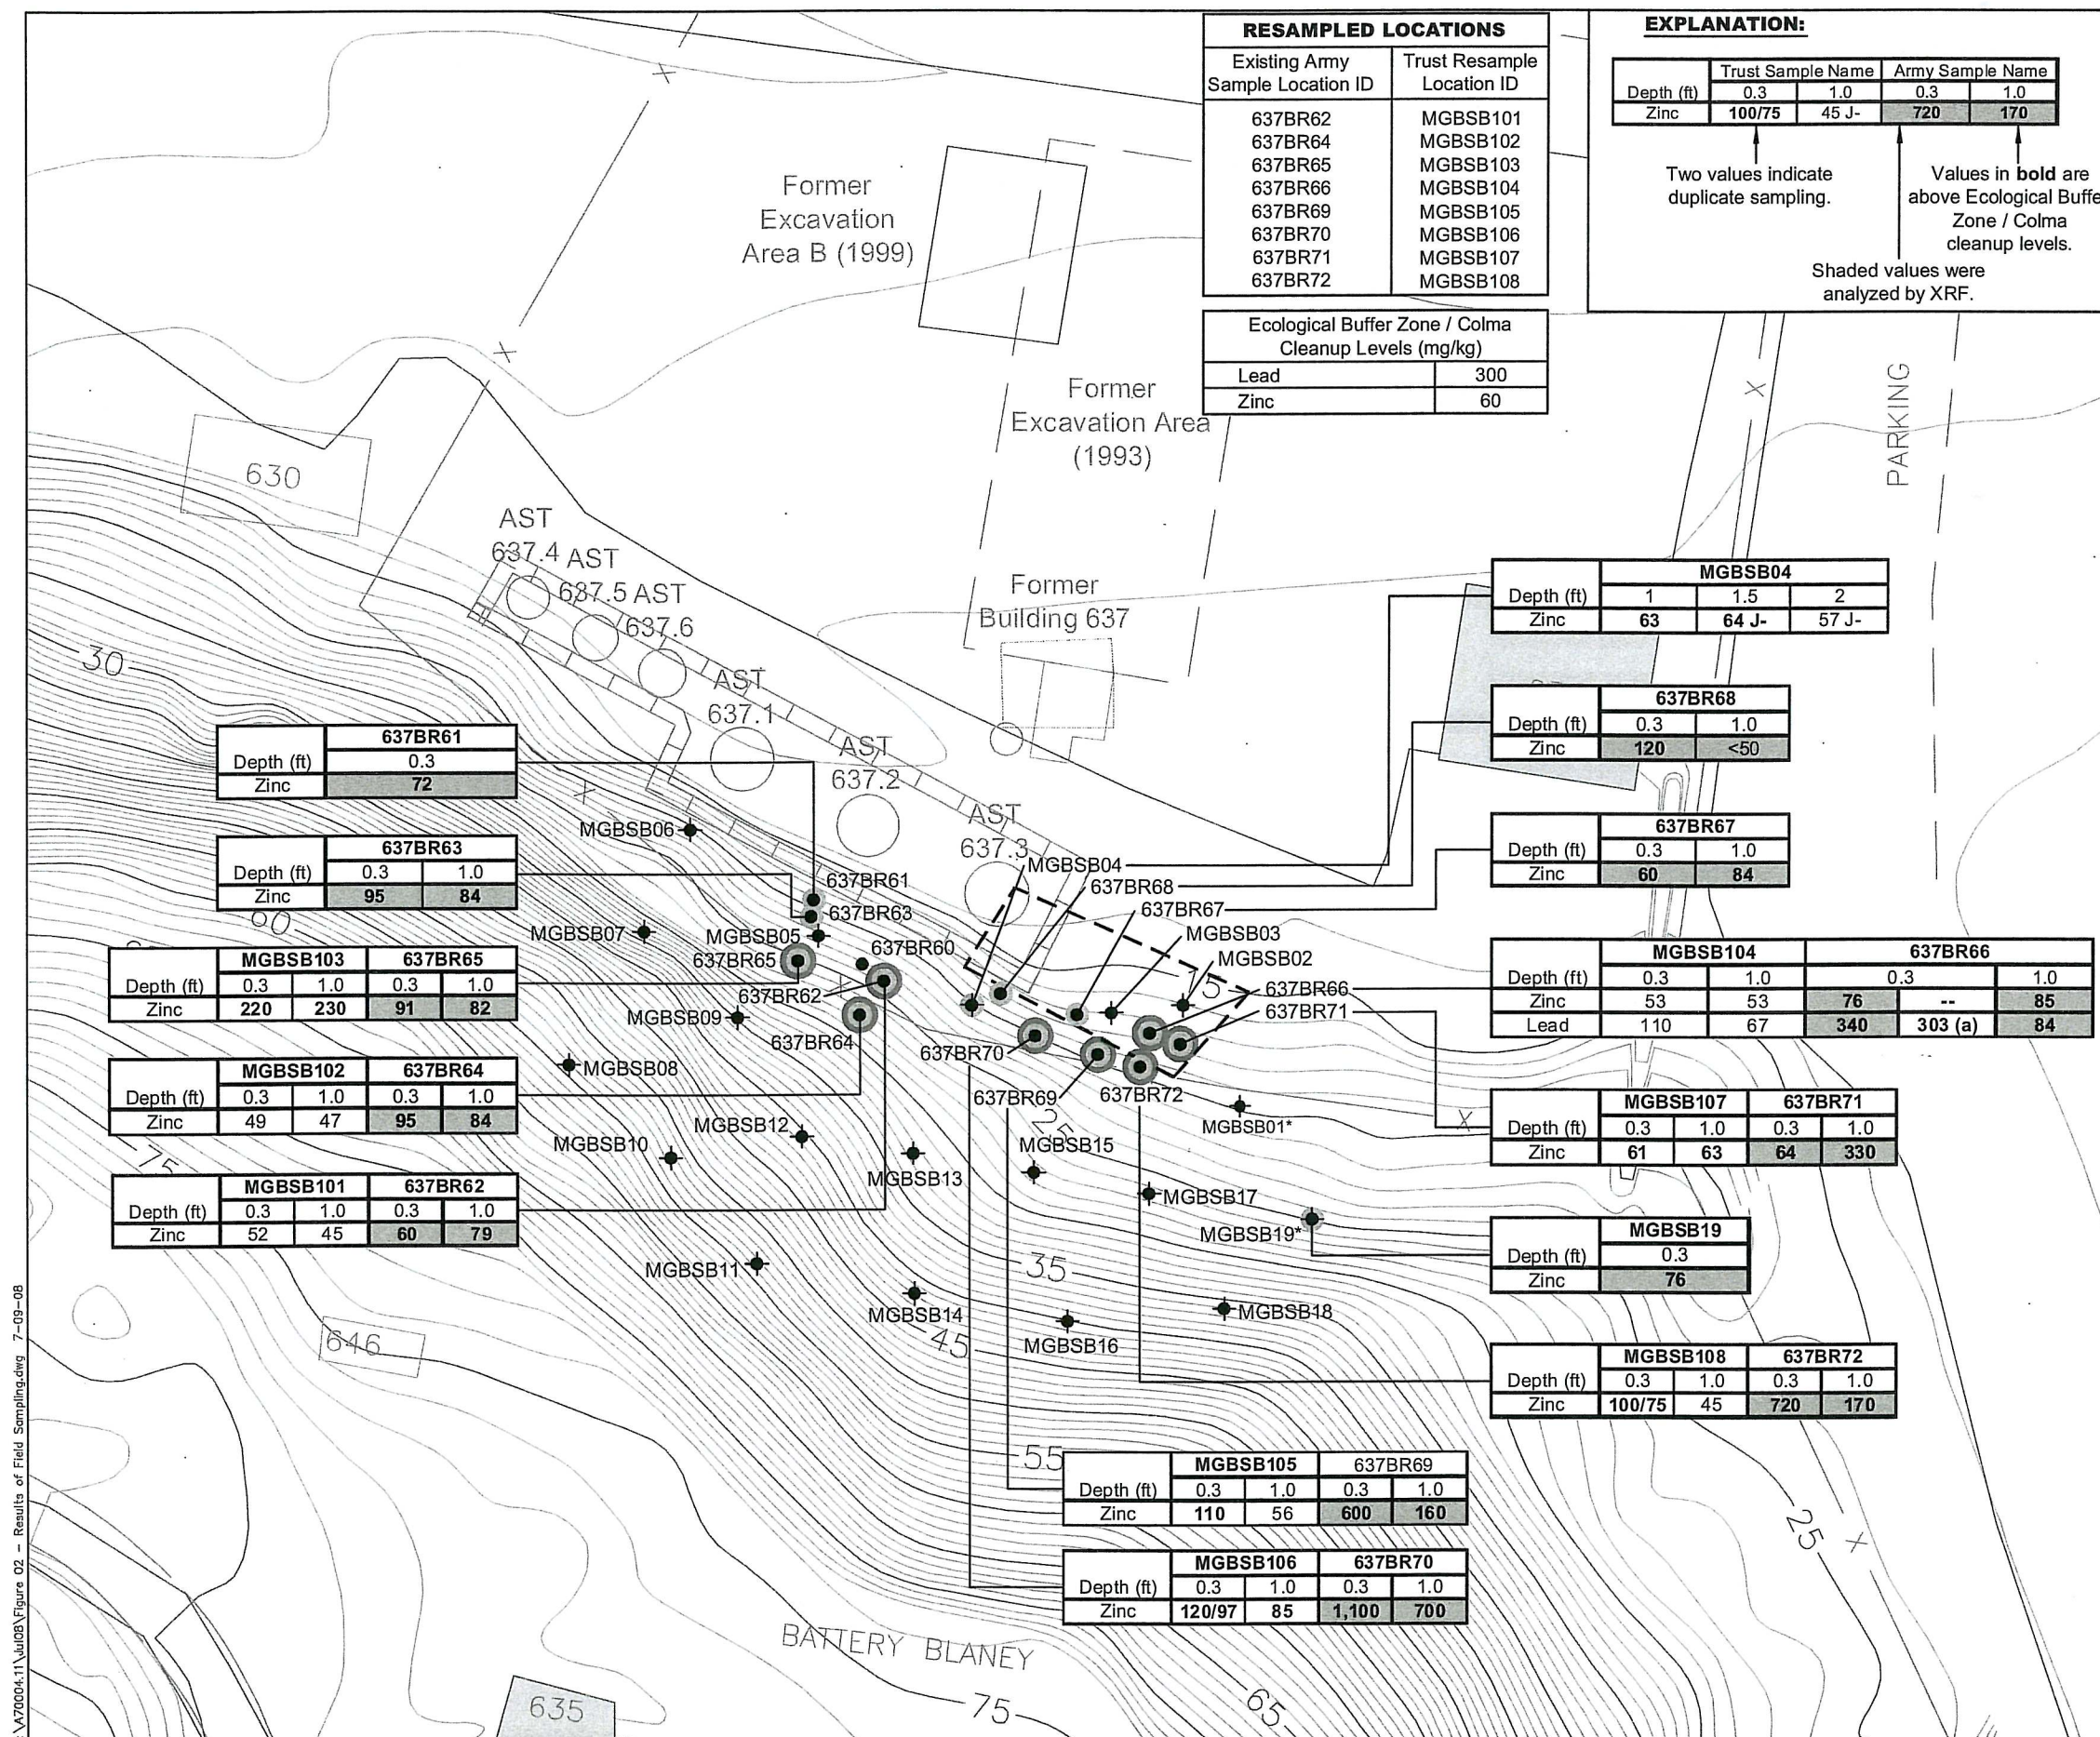 RESAMPLED LOCATIONS
Existing Army Sample Location ID | Trust Resample Location ID
637BR62 MGBSB101
637BR64 MGBSB102
637BR65 MGBSB103
637BR66 MGBSB104
637BR69 MGBSB105
637BR70 MGBSB106
637BR71 MGBSB107
637BR72 MGBSB108
Ecological Buffer Zone / Colma
Cleanup Levels (mg/kg)
Lead 300
Zinc 60
EXPLANATION:
Trust Sample Name Army Sample Name
Depth (ft) 0.3 1.0 0.3 1.0
Zinc 100/75 45 J- 720 170
Two values indicate
duplicate sampling.
Values in bold are
above Ecological Buffe
Zone / Colma
cleanup levels.
Shaded values were
analyzed by XRF.
Former
Excavation
Area B (1999)
Former
Excavation Area
(1993)
PARKING
630
AST
637.4
AST
637.5
AST
637.6
AST
637.1
AST
637.2
AST
637.3
Former
Building 637
30
MGBSB04
Depth (ft) 1 1.5 2
Zinc 63 64 J- 57 J-
637BR68
Depth (ft) 0.3 1.0
Zinc 120 <50
637BR67
Depth (ft) 0.3 1.0
Zinc 60 84
MGBSB104 637BR66
Depth (ft) 0.3 1.0 0.3 1.0
Zinc 53 53 76 -- 85
Lead 110 67 340 303 (a) 84
MGBSB107 637BR71
Depth (ft) 0.3 1.0 0.3 1.0
Zinc 61 63 64 330
MGBSB19
Depth (ft) 0.3
Zinc 76
MGBSB108 637BR72
Depth (ft) 0.3 1.0 0.3 1.0
Zinc 100/75 45 720 170
MGBSB105 637BR69
Depth (ft) 0.3 1.0 0.3 1.0
Zinc 110 56 600 160
MGBSB106 637BR70
Depth (ft) 0.3 1.0 0.3 1.0
Zinc 120/97 85 1,100 700
637BR61
Depth (ft) 0.3
Zinc 72
637BR63
Depth (ft) 0.3 1.0
Zinc 95 84
MGBSB103 637BR65
Depth (ft) 0.3 1.0 0.3 1.0
Zinc 220 230 91 82
MGBSB102 637BR64
Depth (ft) 0.3 1.0 0.3 1.0
Zinc 49 47 95 84
MGBSB101 637BR62
Depth (ft) 0.3 1.0 0.3 1.0
Zinc 52 45 60 79
MGBSB06
637BR61
637BR63
MGBSB07
MGBSB05
637BR60
637BR65
637BR62
MGBSB09
637BR64
MGBSB08
MGBSB04
637BR68
637BR67
MGBSB03
MGBSB02
637BR66
637BR71
637BR70
637BR69
637BR72
MGBSB01*
MGBSB12
MGBSB10
MGBSB13
MGBSB15
MGBSB17
MGBSB19*
MGBSB11
MGBSB14
MGBSB16
MGBSB18
60
75
25
35
45
55
646
BATTERY BLANEY
635
75
65
25
\A70004.11\Jul08\Figure 02 - Results of Field Sampling.dwg 7-09-08